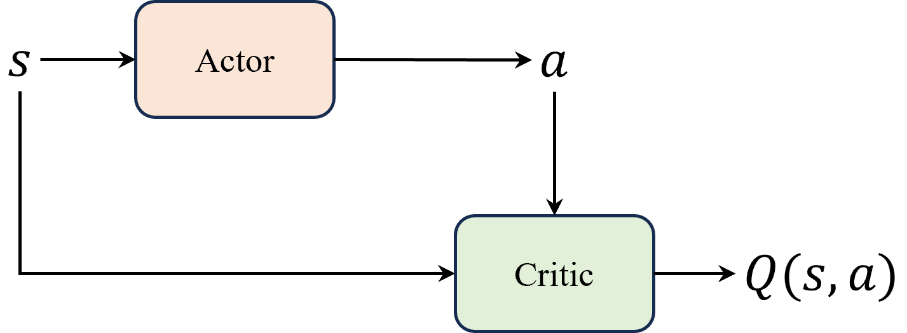 s
Actor
a
Critic
Q(s, a)